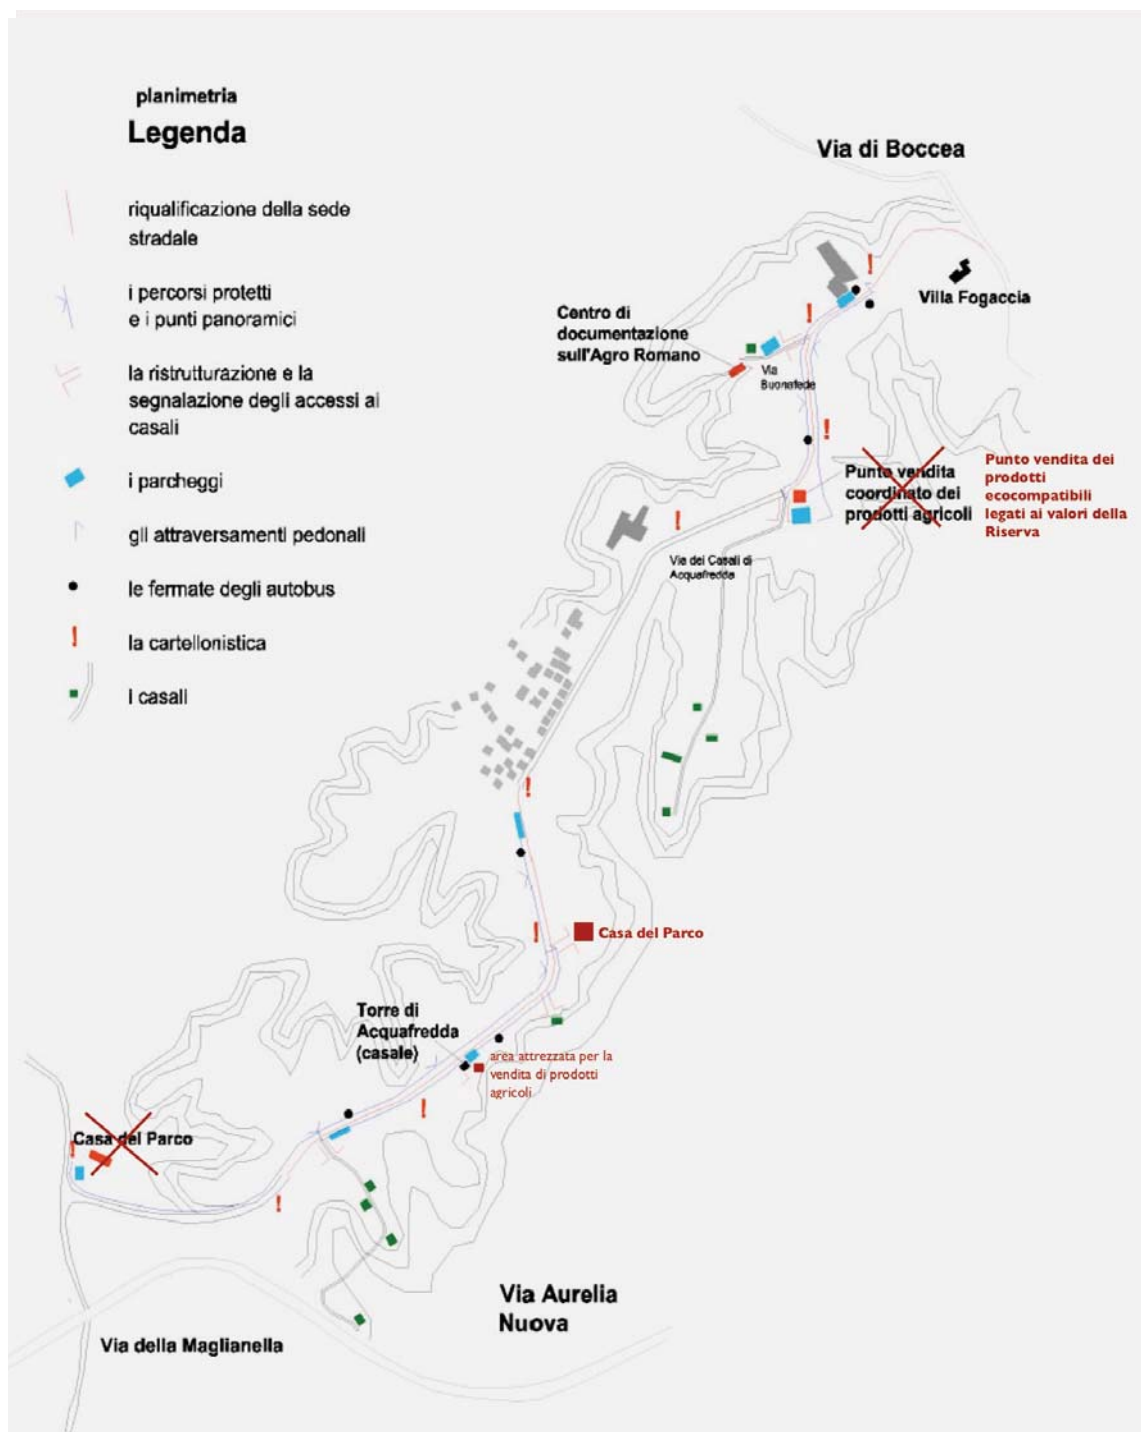 planimetria
Legenda
riqualificazione della sede
stradale
i percorsi protetti
e i punti panoramici
la ristrutturazione e la
segnalazione degli accessi ai
casali
i parcheggi
gli attraversamenti pedonali
le fermate degli autobus
la cartellonistica
i casali
Via di Boccea
Villa Fogaccia
Centro di
documentazione
sull'Agro Romano
Via
Buonafede
Punto vendita
coordinato dei
prodotti agricoli
Punto vendita dei
prodotti
ecocompatibili
legati ai valori della
Riserva
Via dei Casali di
Acquafredda
Casa del Parco
Torre di
Acquafredda
(casale)
area attrezzata per la
vendita di prodotti
agricoli
Casa del Parco
Via Aurelia
Nuova
Via della Maglianella